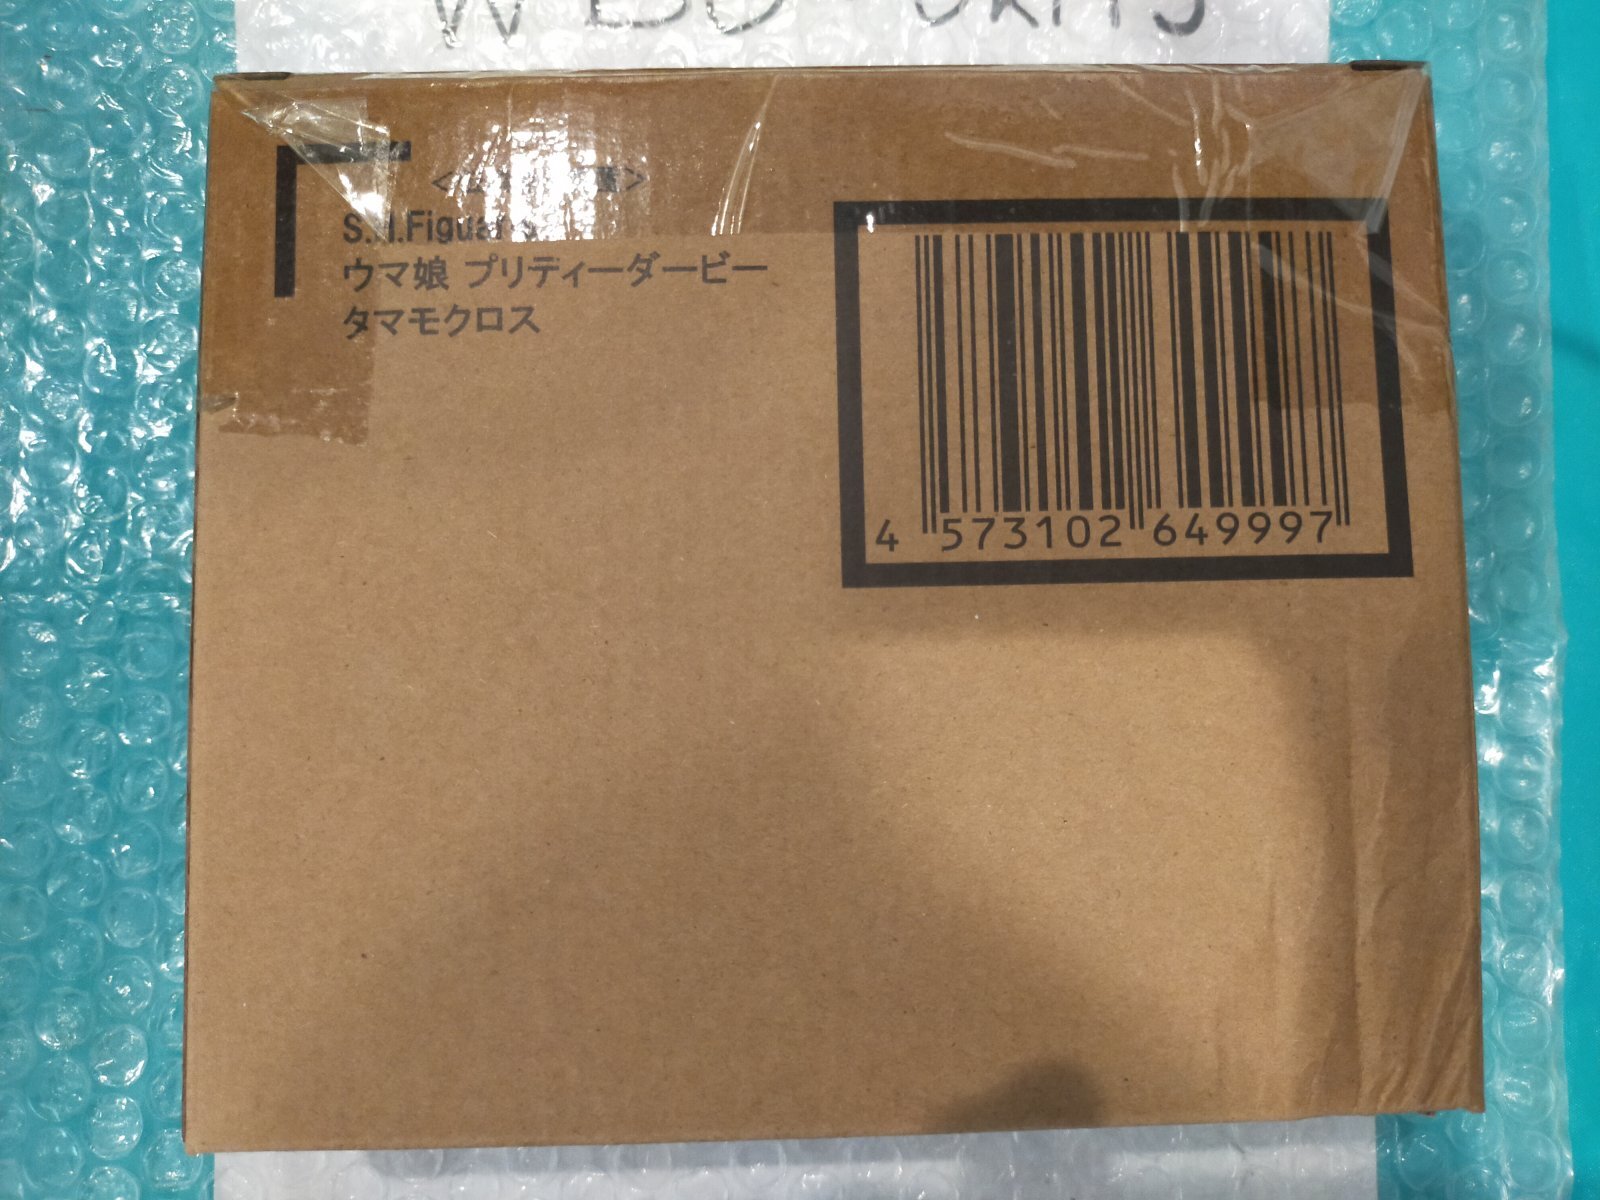 S.H.Figuarts
ウマ娘 プリティーダービー
タマモクロス
4 573102 649997